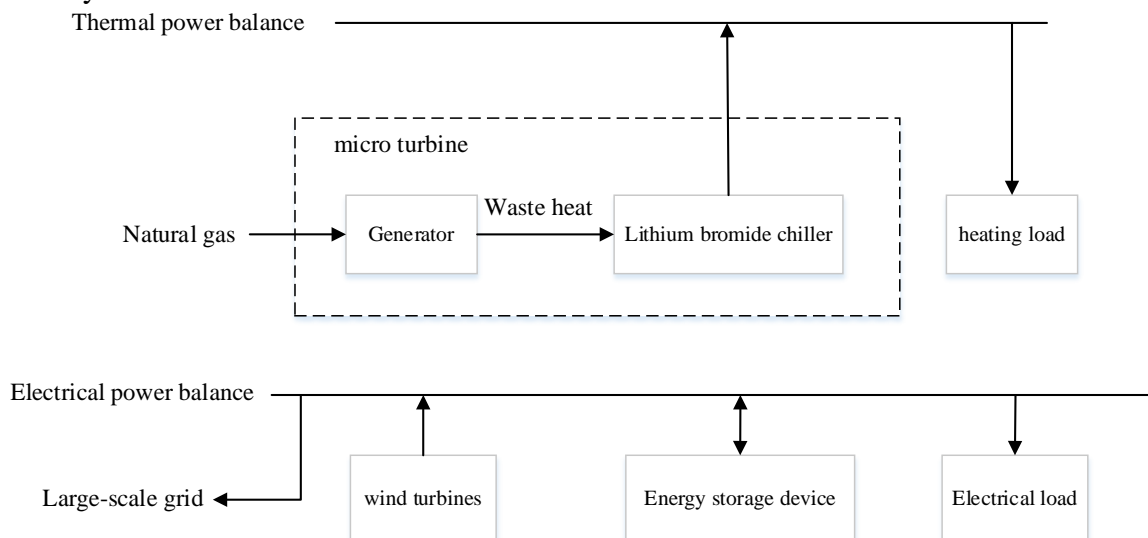 Thermal power balance
micro turbine
Waste heat
Natural gas
Generator
Lithium bromide chiller
heating load
Electrical power balance
Large-scale grid
wind turbines
Energy storage device
Electrical load